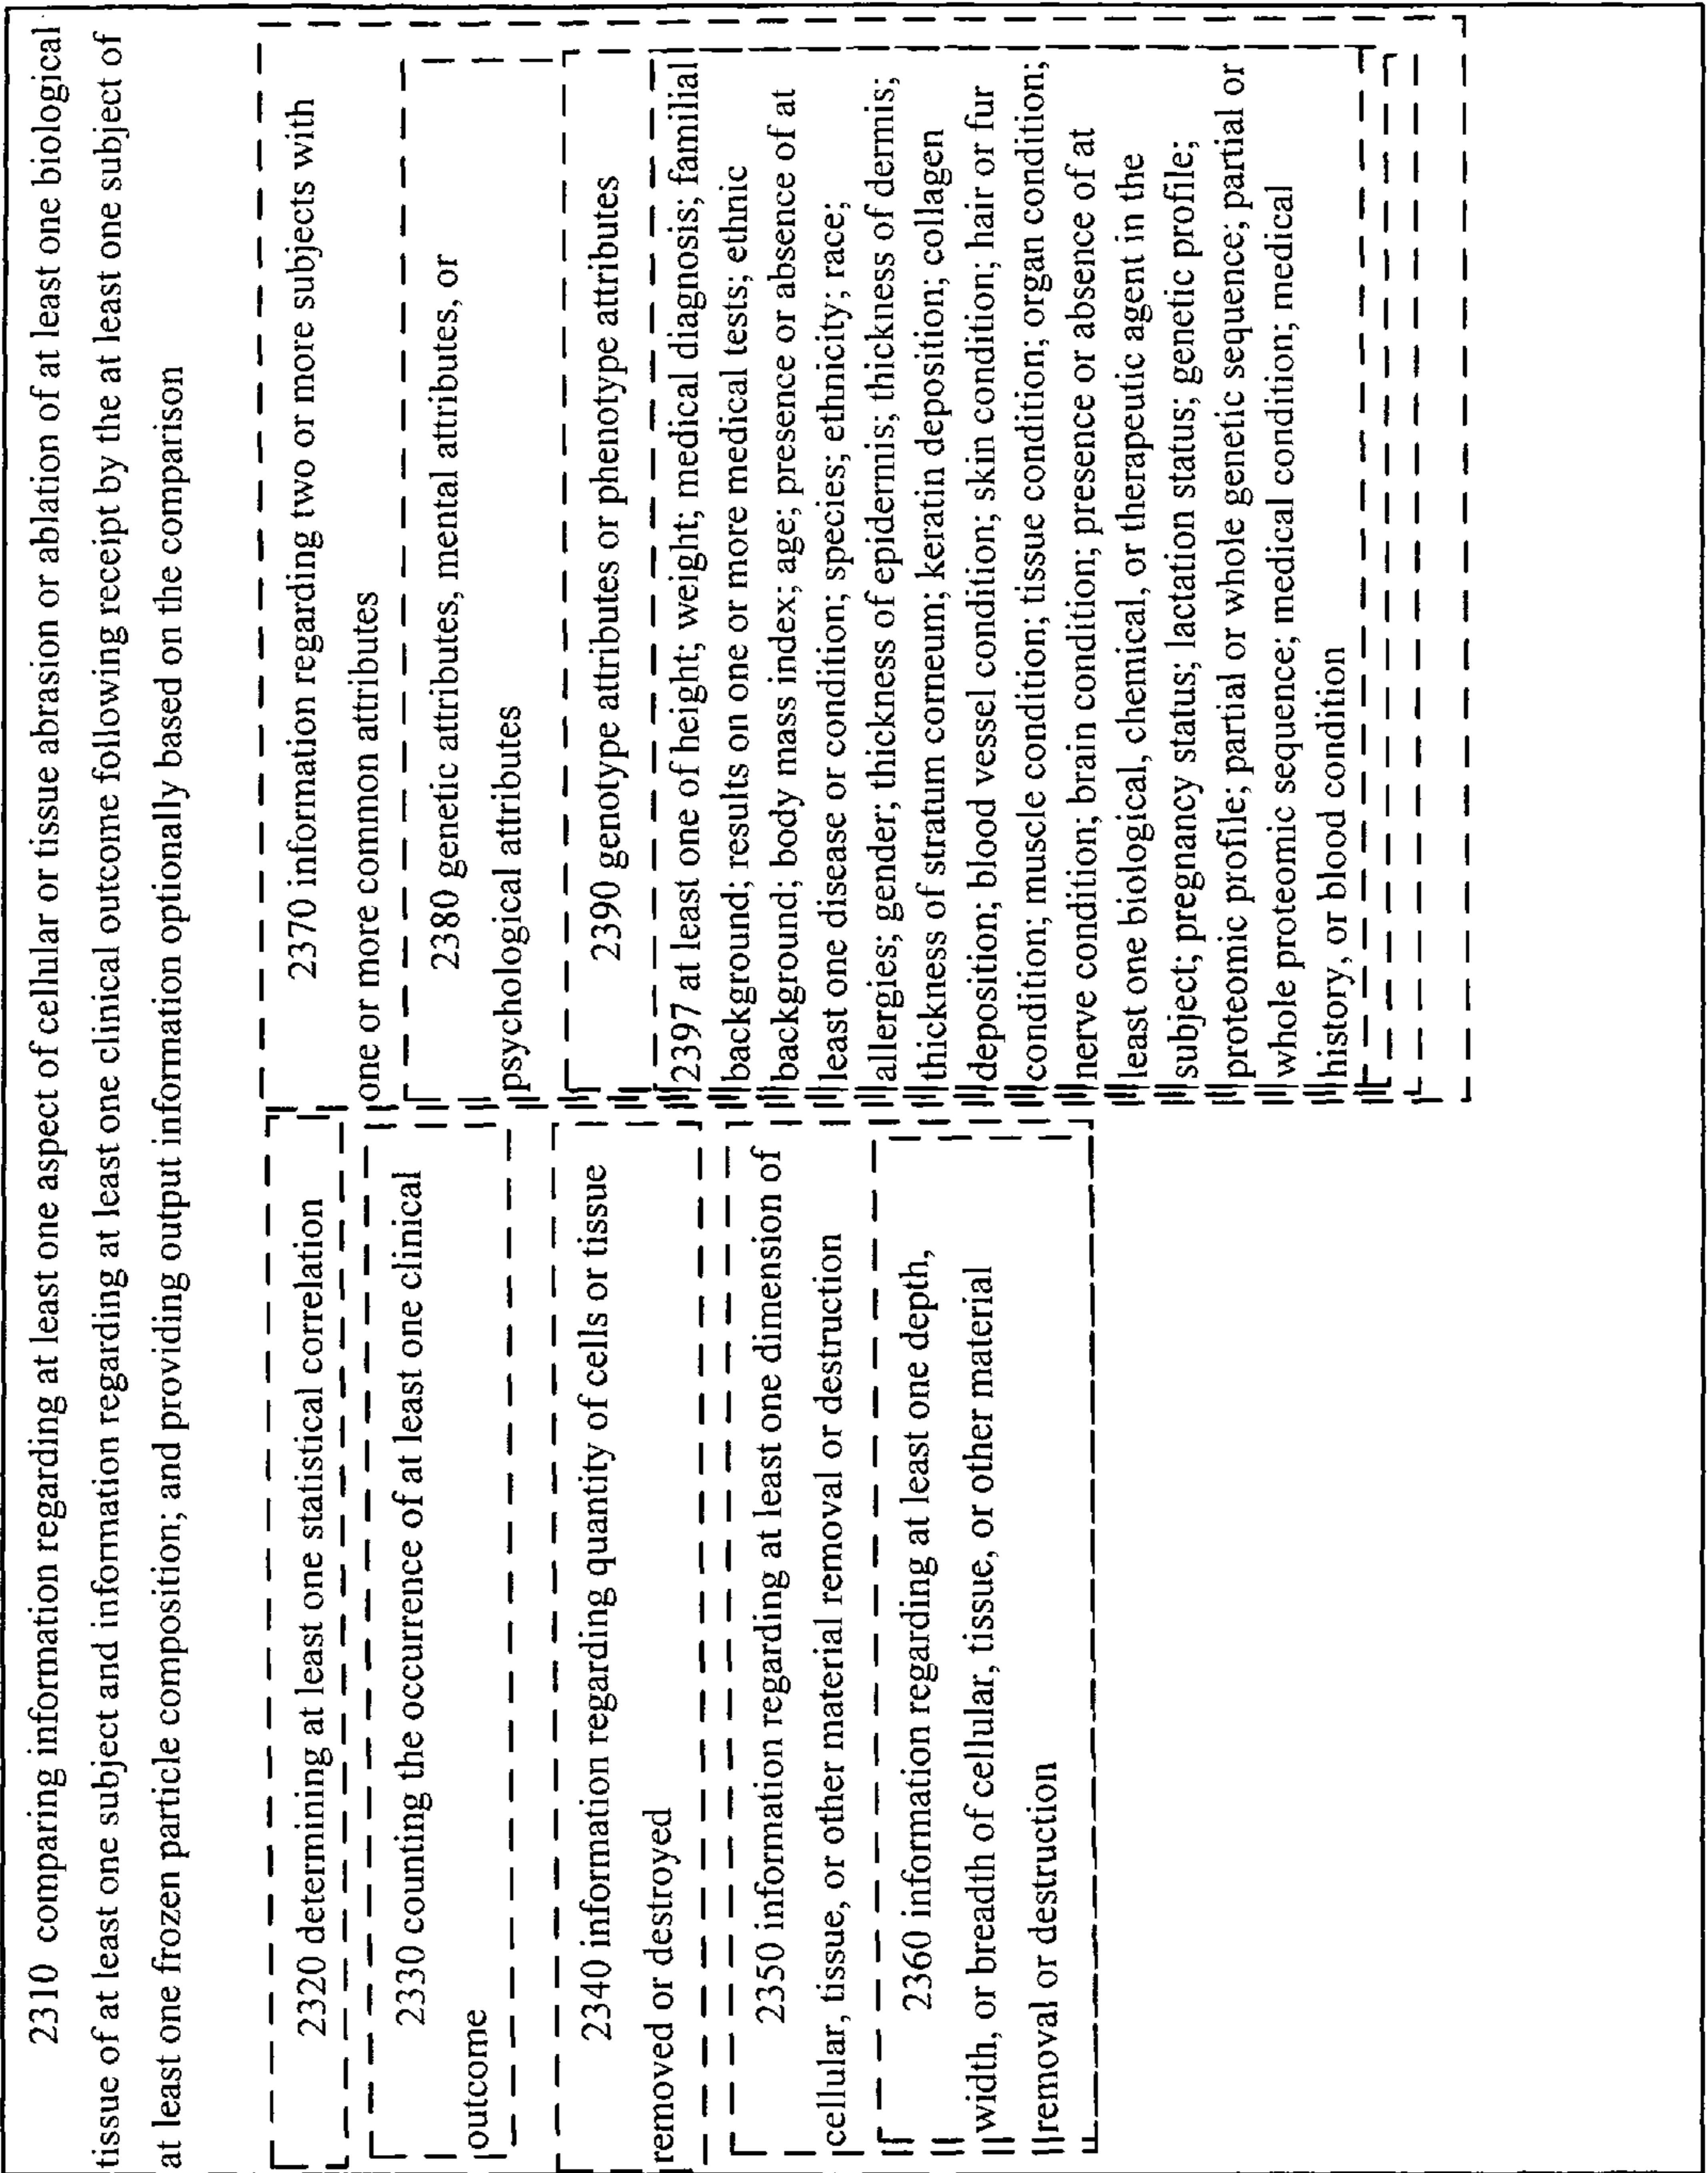 2310 comparing information regarding at least one aspect of cellular or tissue abrasion or ablation of at least one biological
tissue of at least one subject and information regarding at least one clinical outcome following receipt by the at least one subject of
at least one frozen particle composition; and providing output information optionally based on the comparison
2320 determining at least one statistical correlation
2330 counting the occurrence of at least one clinical
outcome
2340 information regarding quantity of cells or tissue
removed or destroyed
2350 information regarding at least one dimension of
cellular, tissue, or other material removal or destruction
2360 information regarding at least one depth,
width, or breadth of cellular, tissue, or other material
removal or destruction
2370 information regarding two or more subjects with
one or more common attributes
2380 genetic attributes, mental attributes, or
psychological attributes
2390 genotype attributes or phenotype attributes
2397 at least one of height; weight; medical diagnosis; familial
background; results on one or more medical tests; ethnic
background; body mass index; age; presence or absence of at
least one disease or condition; species; ethnicity; race;
allergies; gender; thickness of epidermis; thickness of dermis;
thickness of stratum corneum; keratin deposition; collagen
deposition; blood vessel condition; skin condition; hair or fur
condition; muscle condition; tissue condition; organ condition;
nerve condition; brain condition; presence or absence of at
least one biological, chemical, or therapeutic agent in the
subject; pregnancy status; lactation status; genetic profile;
proteomic profile; partial or whole genetic sequence; partial or
whole proteomic sequence; medical condition; medical
history, or blood condition